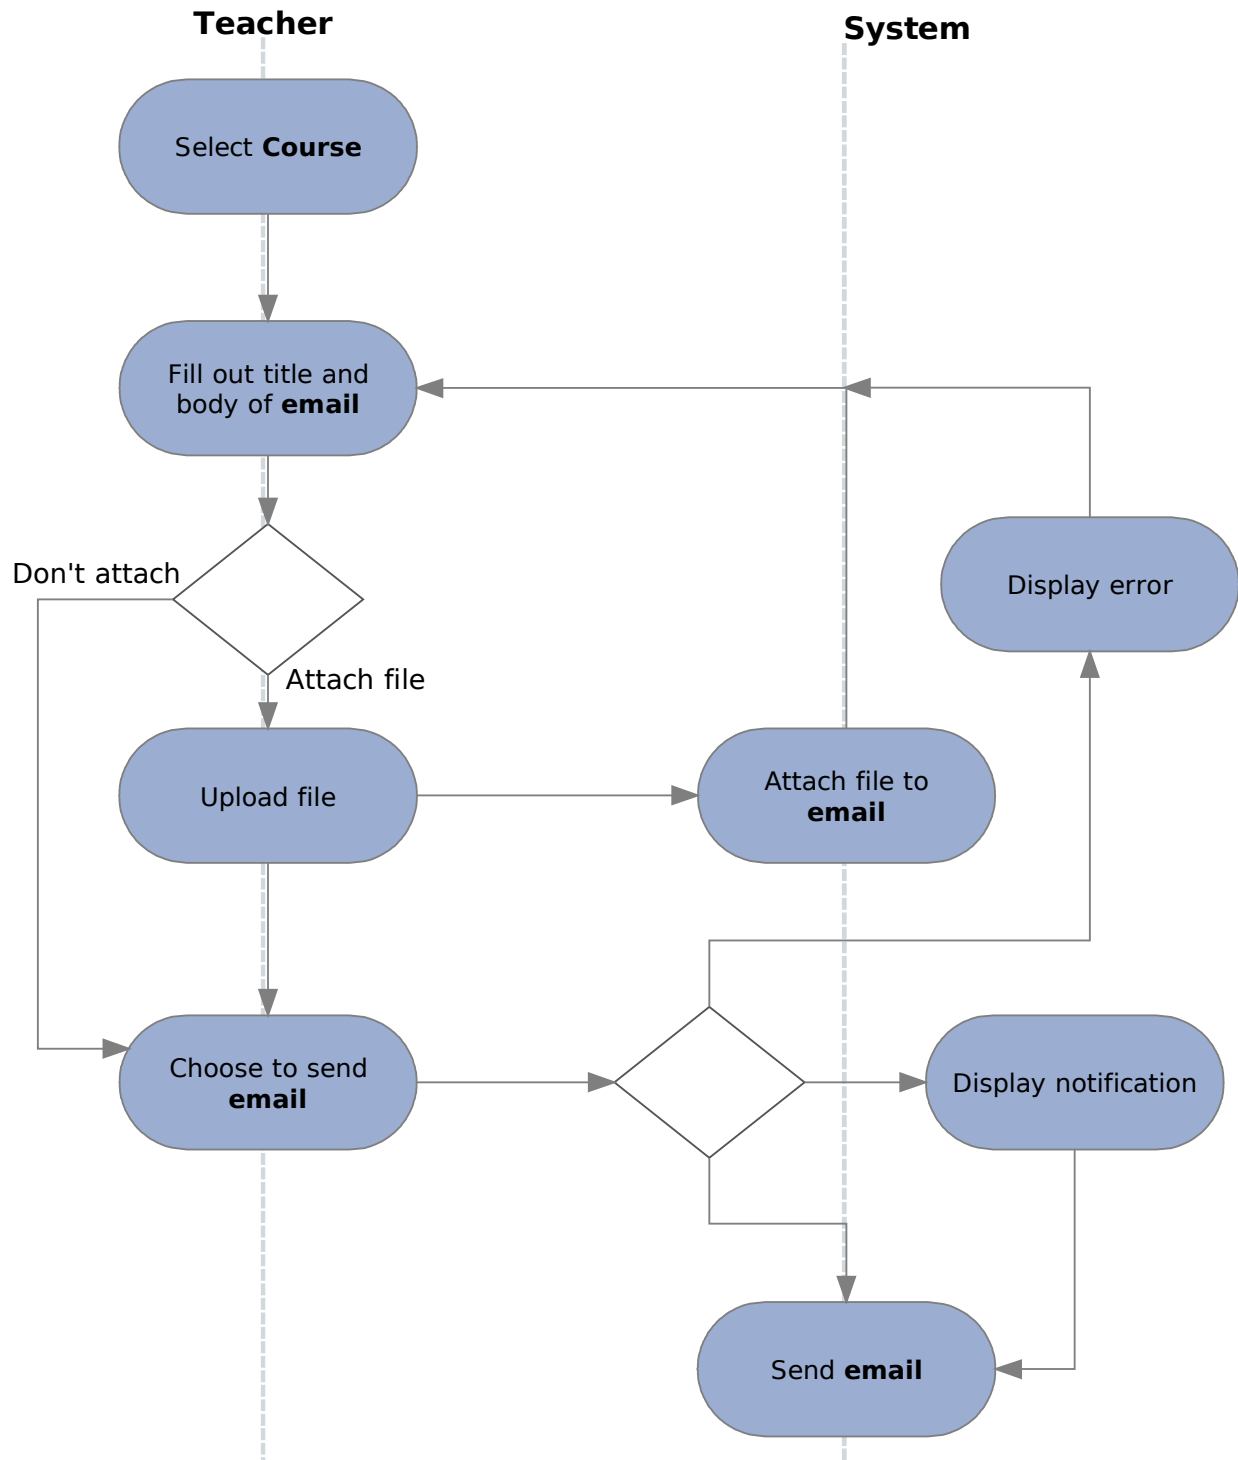 Teacher
System
Select Course
Fill out title and
body of email
Don't attach
Display error
Attach file
Upload file
Attach file to
email
Choose to send
email
Display notification
Send email